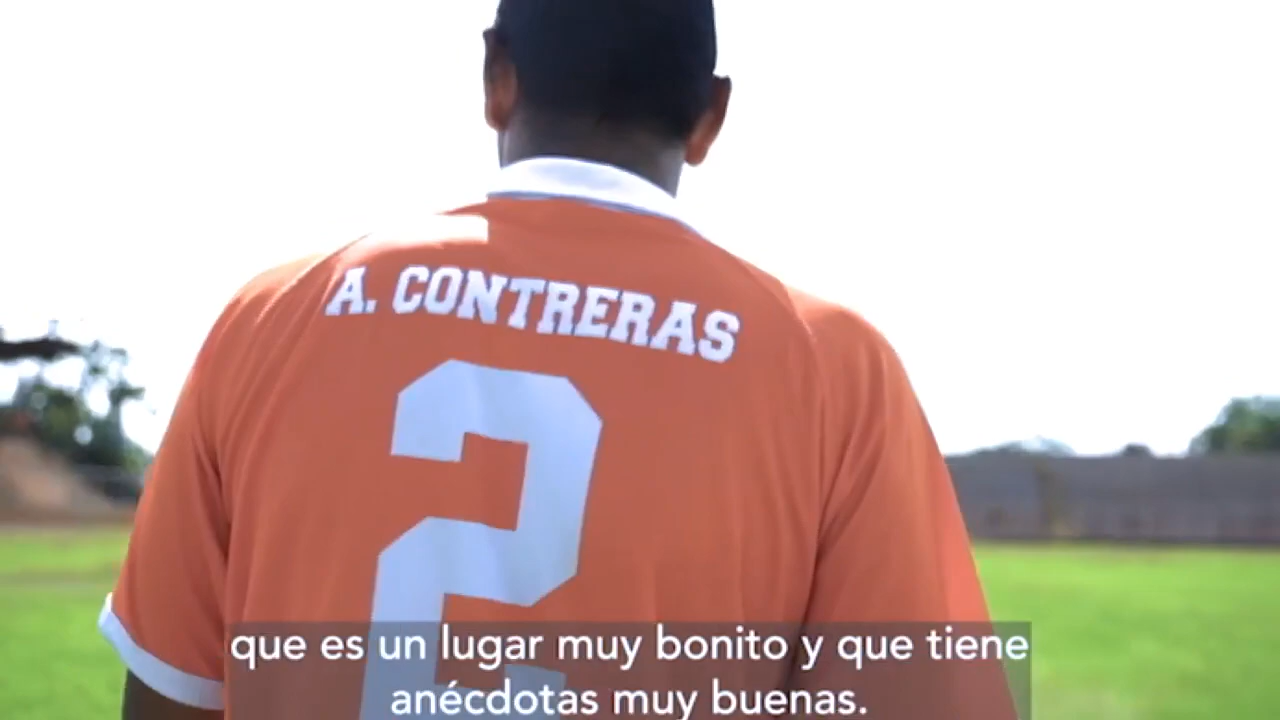 A. CONTRERAS
2
que es un lugar muy bonito y que tiene
anécdotas muy buenas.